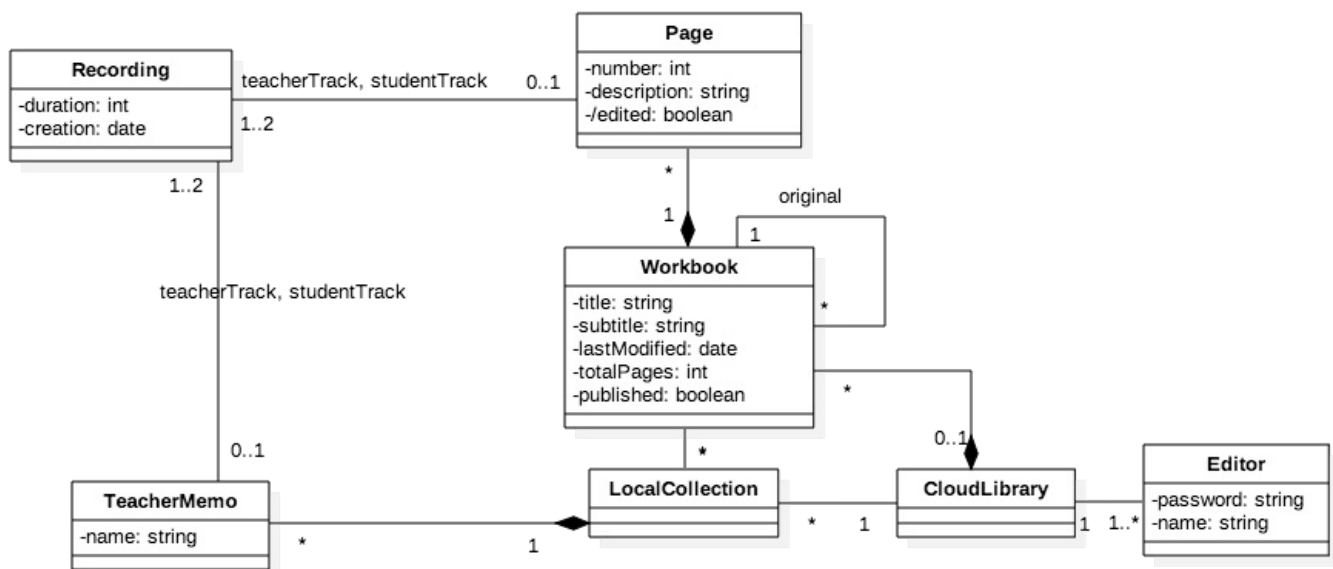 Page
-number: int
-description: string
-/edited: boolean
Recording
-duration: int
-creation: date
teacherTrack, studentTrack
0..1
1..2
1..2
*
1
original
1
Workbook
-title: string
-subtitle: string
-lastModified: date
-totalPages: int
-published: boolean
*
teacherTrack, studentTrack
*
0..1
0..1
*
TeacherMemo
-name: string
LocalCollection
CloudLibrary
Editor
-password: string
-name: string
*
1
*
1
1
1..*